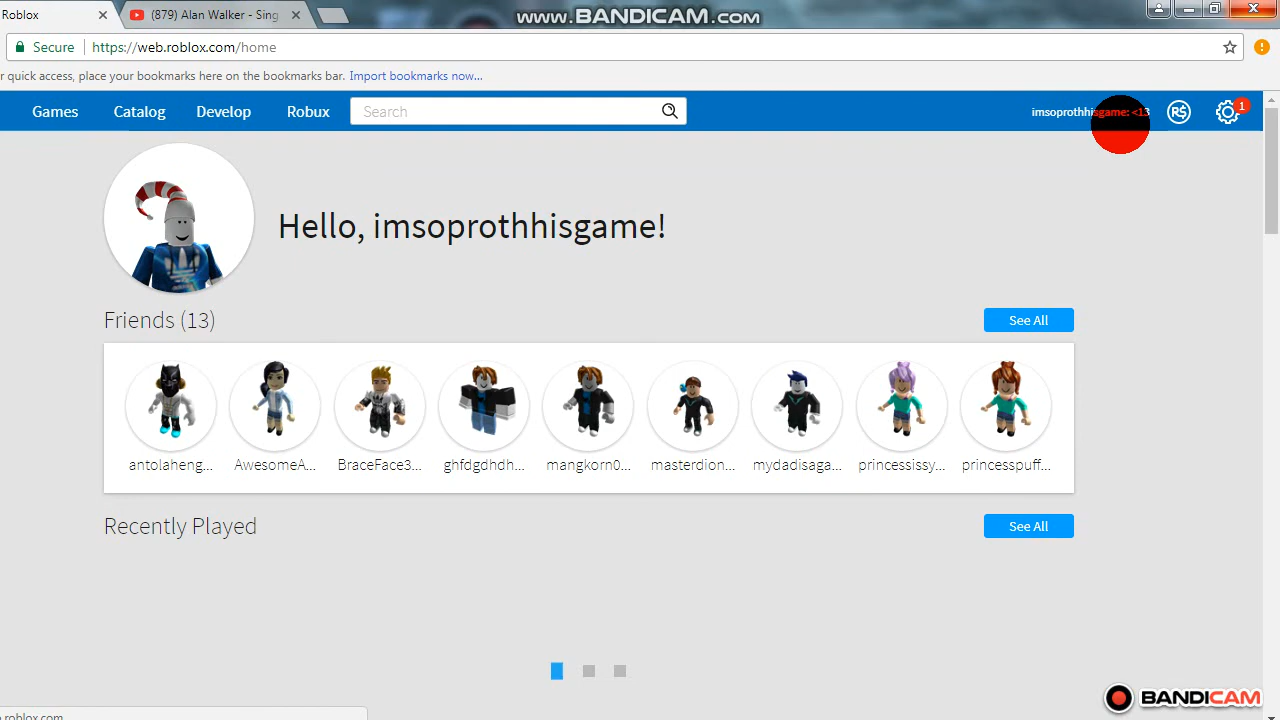 Roblox
(879) Alan Walker - Sing
www.BANDICAM.com
Secure
https://web.roblox.com/home
r quick access, place your bookmarks here on the bookmarks bar. Import bookmarks now...
Games
Catalog
Develop
Robux
Search
imsoprothhisgame: <13
R$
1
Hello, imsoprothhisgame!
Friends (13)
See All
antolaheng...
AwesomeA...
BraceFace3...
ghfdgdhdh...
mangkorn0...
masterdion...
mydadisaga...
princessissy...
princesspuff...
Recently Played
See All
b.roblox.com
BANDICAM